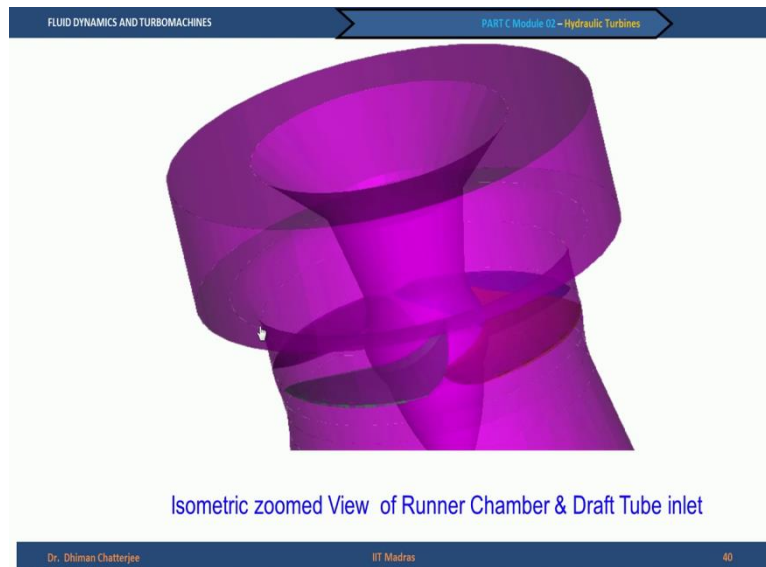 FLUID DYNAMICS AND TURBOMACHINES
PART C Module 02 – Hydraulic Turbines
Isometric zoomed View of Runner Chamber & Draft Tube inlet
Dr. Dhiman Chatterjee
IIT Madras
40